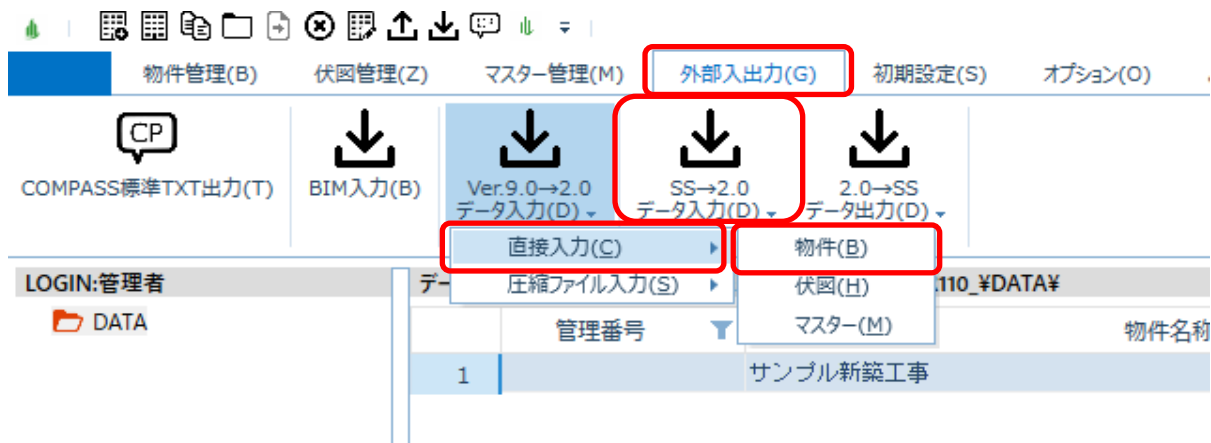 物件管理(B) 伏図管理(Z) マスター管理(M) 外部入出力(G) 初期設定(S) オプション(O)
CP
COMPASS標準TXT出力(T) BIM入力(B) Ver.9.0→2.0 SS→2.0 2.0→SS
データ入力(D) データ入力(D) データ出力(D)
直接入力(C) 物件(B)
圧縮ファイル入力(S) 伏図(H)
マスター(M)
LOGIN:管理者 デー 110_¥DATA¥
DATA
管理番号 物件名称
1 サンプル新築工事